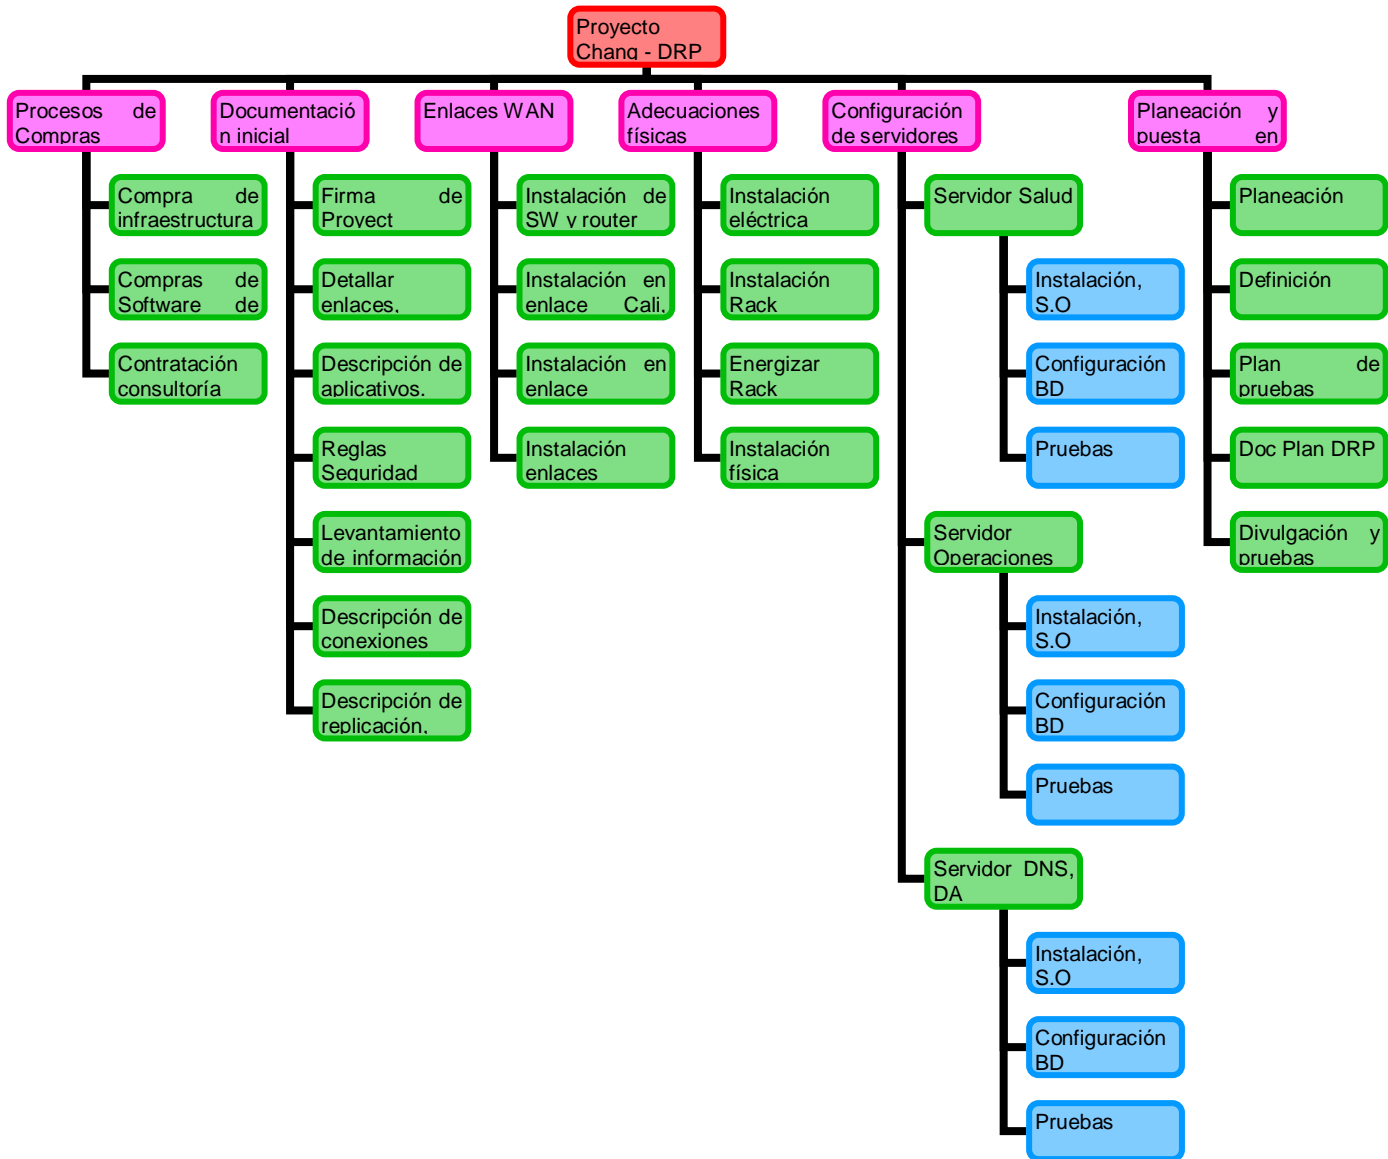 Proyecto
Chang - DRP
Procesos de
Compras
Documentació
n inicial
Enlaces WAN
Adecuaciones
físicas
Configuración
de servidores
Planeación y
puesta en
Compra de
infraestructura
Compras de
Software de
Contratación
consultoría
Firma de
Proyect
Detallar
enlaces,
Descripción de
aplicativos.
Reglas
Seguridad
Levantamiento
de información
Descripción de
conexiones
Descripción de
replicación,
Instalación de
SW y router
Instalación en
enlace Cali,
Instalación en
enlace
Instalación
enlaces
Instalación
eléctrica
Instalación
Rack
Energizar
Rack
Instalación
física
Servidor Salud
Instalación,
S.O
Configuración
BD
Pruebas
Servidor
Operaciones
Instalación,
S.O
Configuración
BD
Pruebas
Servidor DNS,
DA
Instalación,
S.O
Configuración
BD
Pruebas
Planeación
Definición
Plan de
pruebas
Doc Plan DRP
Divulgación y
pruebas